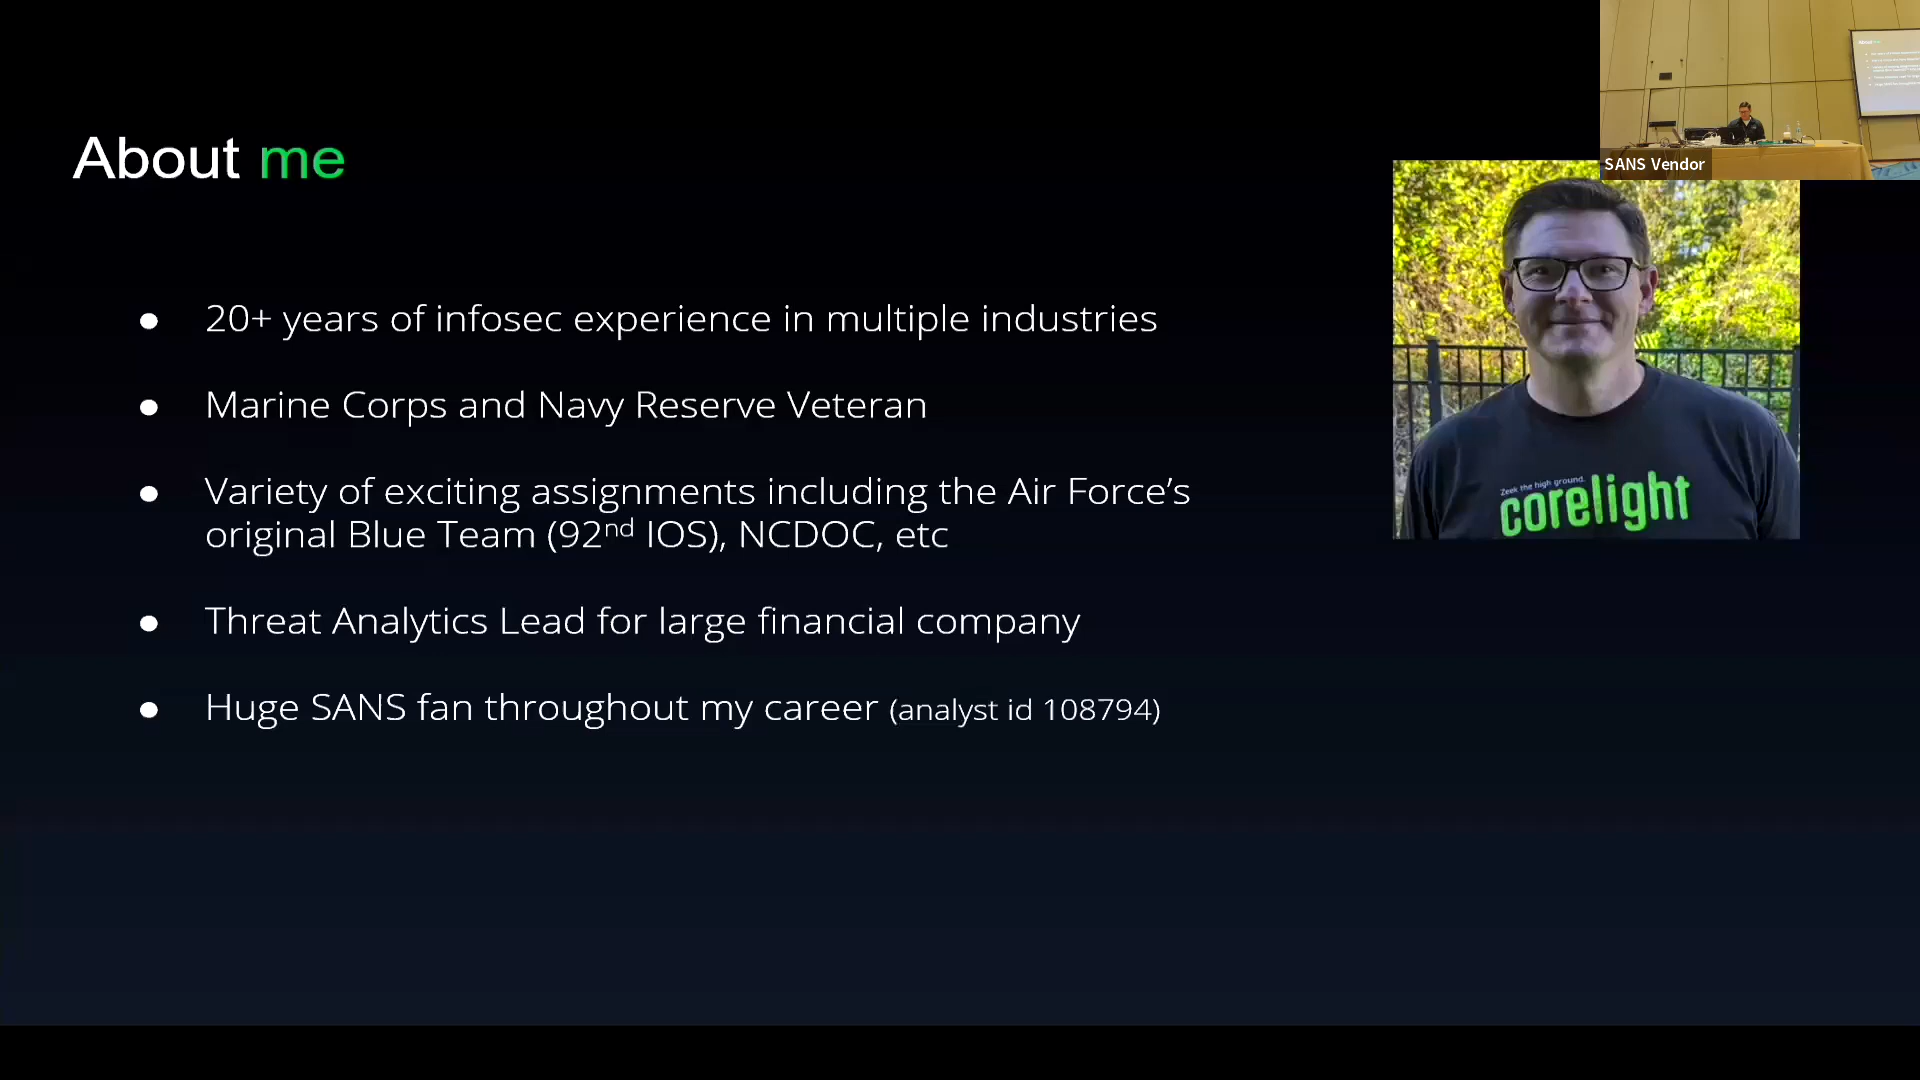 About me
SANS Vendor
● 20+ years of infosec experience in multiple industries
● Marine Corps and Navy Reserve Veteran
● Variety of exciting assignments including the Air Force’s
original Blue Team (92nd IOS), NCDOC, etc
● Threat Analytics Lead for large financial company
● Huge SANS fan throughout my career (analyst id 108794)
Zeek the high ground.
corelight